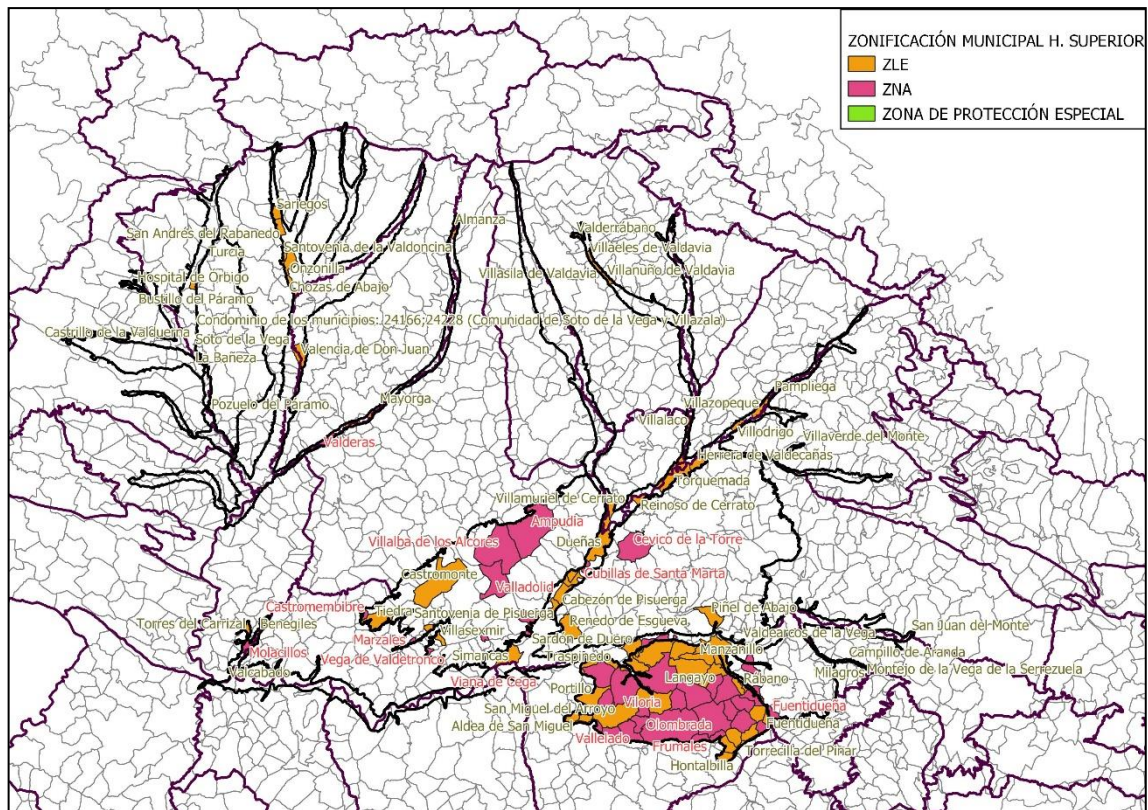 ZONIFICACIÓN MUNICIPAL H. SUPERIOR
ZLE
ZNA
ZONA DE PROTECCIÓN ESPECIAL
Sariegos
Almanza
San Andrés del Rabanedo
Valderrábano
Turcia
Santovenia de la Valdoncina
Villaeles de Valdavia
Onzonilla
Villasila de Valdavia
Villanuño de Valdavia
Hospital de Órbigo
Chozas de Abajo
Bustillo del Páramo
Condominio de los municipios: 24166;24228 (Comunidad de Soto de la Vega y Villazala)
Castrillo de la Valduerna
Soto de la Vega
Valencia de Don Juan
La Bañeza
Pampliega
Mayorga
Pozuelo del Páramo
Villazopeque
Villalaco
Villodrigo
Valderas
Villaverde del Monte
Herrera de Valdecañas
Torquemada
Villamuriel de Cerrato
Reinoso de Cerrato
Ampudia
Dueñas
Cevico de la Torre
Villalba de los Alcores
Castromonte
Cubillas de Santa Marta
Valladolid
Cabezón de Pisuerga
Castromembibre
Tiedra
Santovenia de Pisuerga
Pinel de Abajo
Torres del Carrizal
Benegiles
Renedo de Esgueva
Villasexmir
Valdearcos de la Vega
San Juan del Monte
Marzales
Sardón de Duero
Manzanillo
Molacillos
Vega de Valdetronco
Simancas
Traspinedo
Campillo de Aranda
Valcabado
Viana de Cega
Langayo
Rábano
Milagros
Montejo de la Vega de la Serrezuela
Portillo
Viloria
San Miguel del Arroyo
Fuentidueña
Aldea de San Miguel
Olombrada
Fuentidueña
Vallelado
Frumales
Torrecilla del Pinar
Hontalbilla